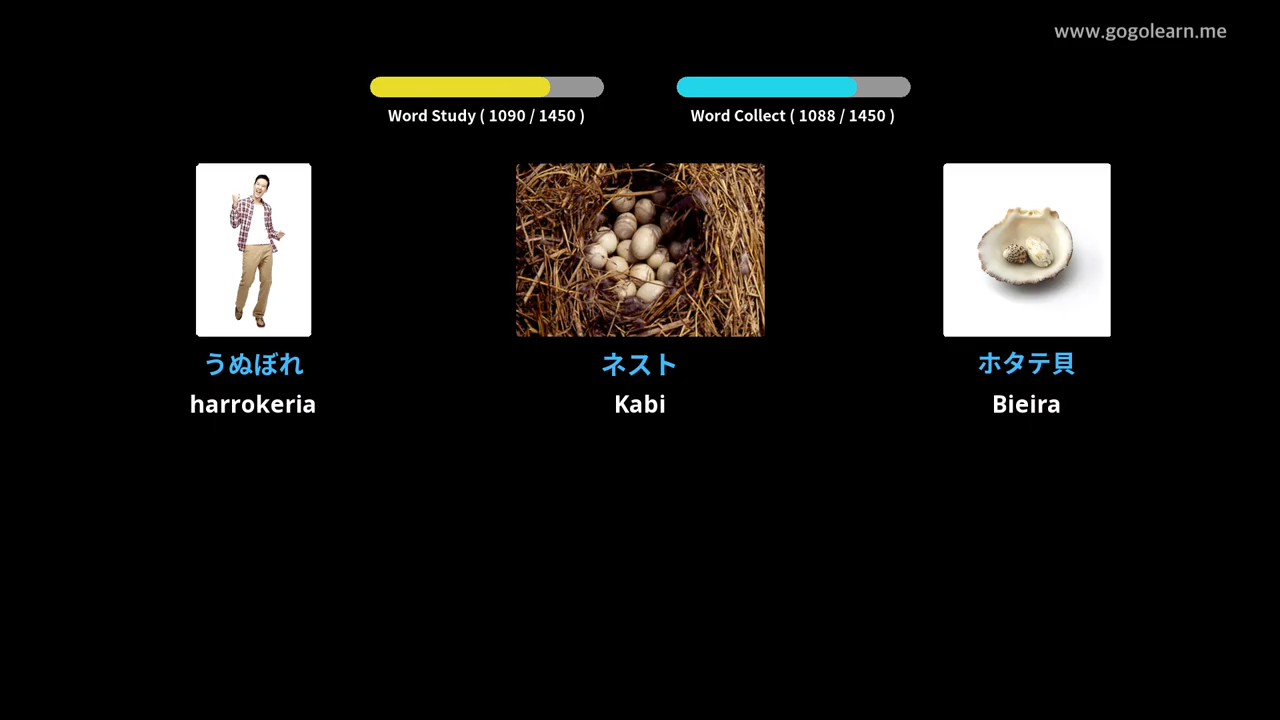 www.gogolearn.me
Word Study ( 1090 / 1450 )
Word Collect ( 1088 / 1450 )
うぬぼれ
harrokeria
ネスト
Kabi
ホタテ貝
Bieira